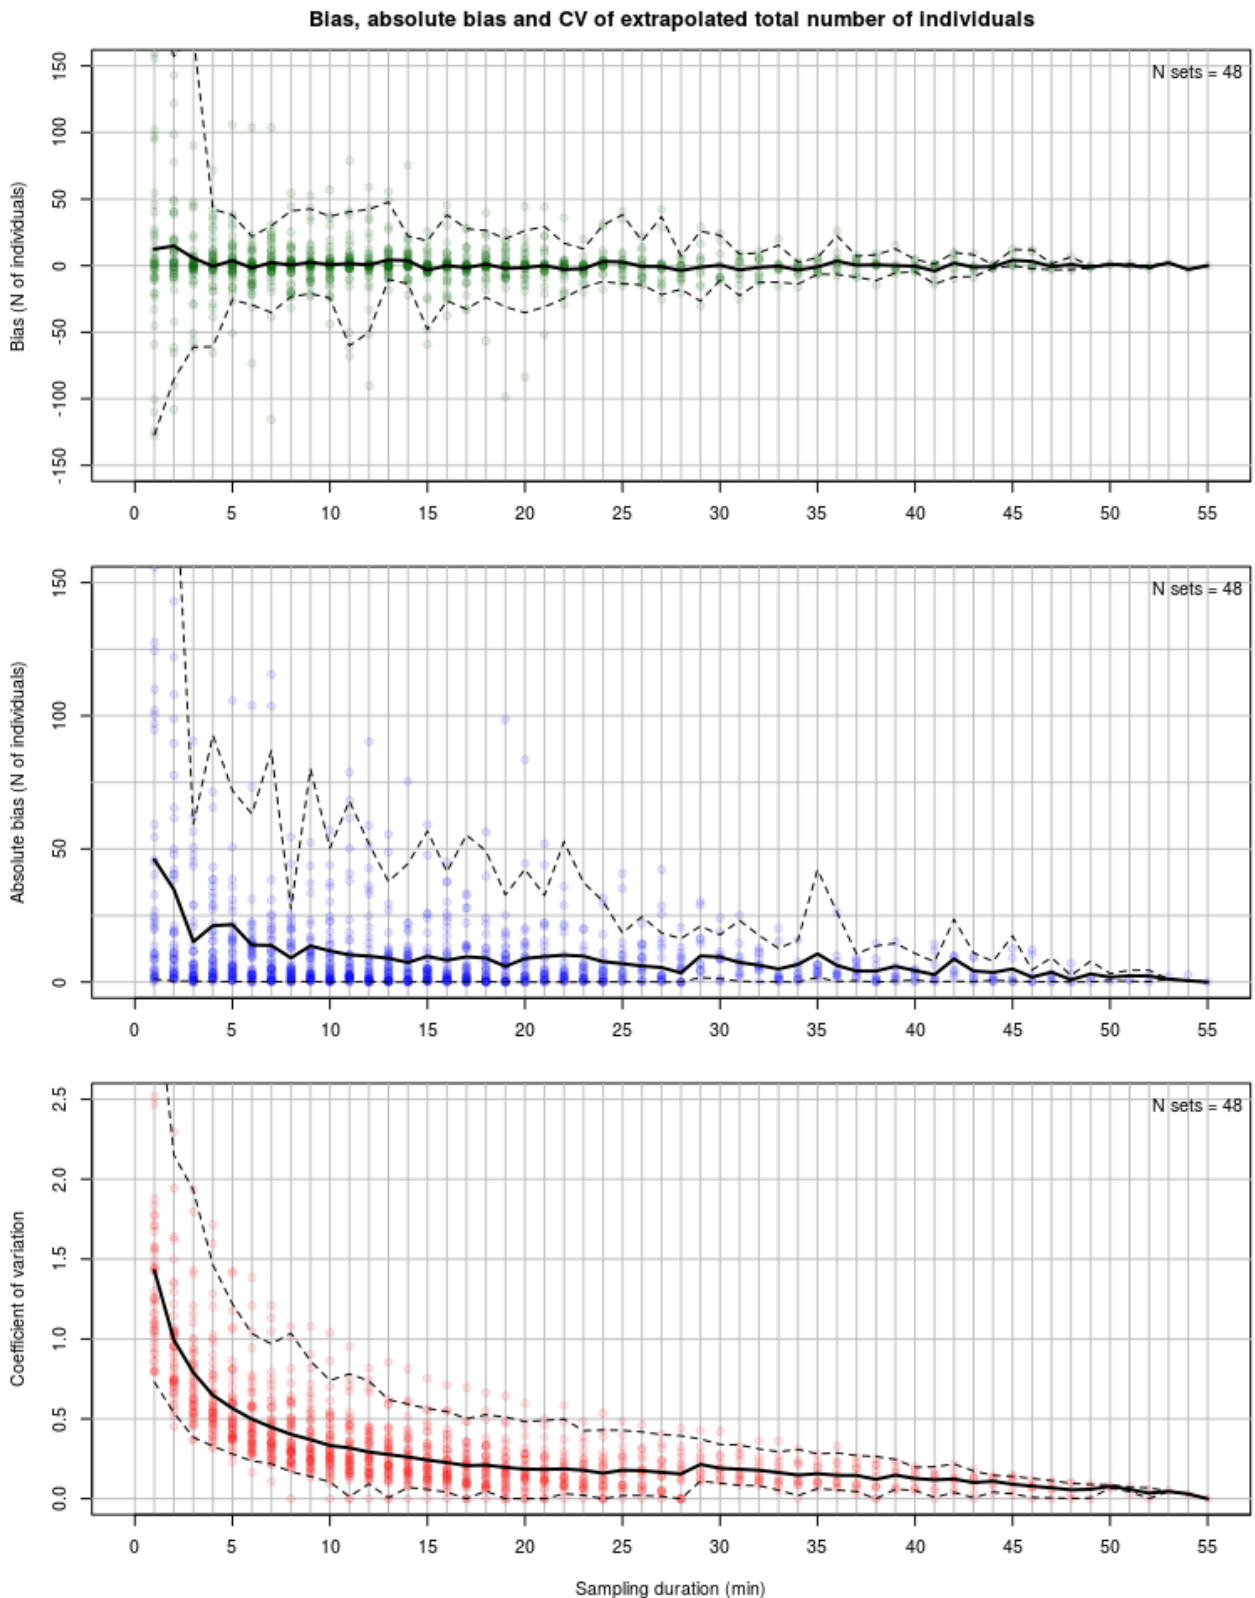 Bias, absolute bias and CV of extrapolated total number of individuals
N sets = 48
Bias (N of individuals)
150
100
50
0
-50
-100
-150
0 5 10 15 20 25 30 35 40 45 50 55
N sets = 48
Absolute bias (N of individuals)
150
100
50
0
0 5 10 15 20 25 30 35 40 45 50 55
N sets = 48
Coefficient of variation
2.5
2.0
1.5
1.0
0.5
0.0
0 5 10 15 20 25 30 35 40 45 50 55
Sampling duration (min)